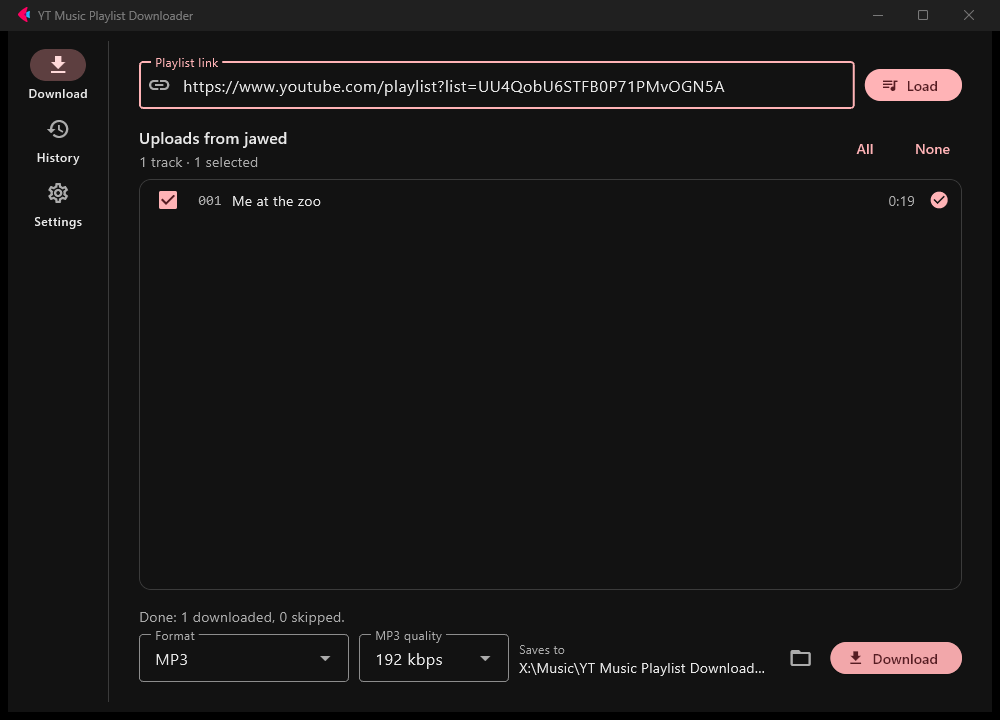 YT Music Playlist Downloader
Download
History
Settings
Playlist link
https://www.youtube.com/playlist?list=UU4QobU6STFB0P71PMvOGN5A
Load
Uploads from jawed
1 track · 1 selected
All
None
001 Me at the zoo 0:19
Done: 1 downloaded, 0 skipped.
Format
MP3
MP3 quality
192 kbps
Saves to
X:\Music\YT Music Playlist Download...
Download